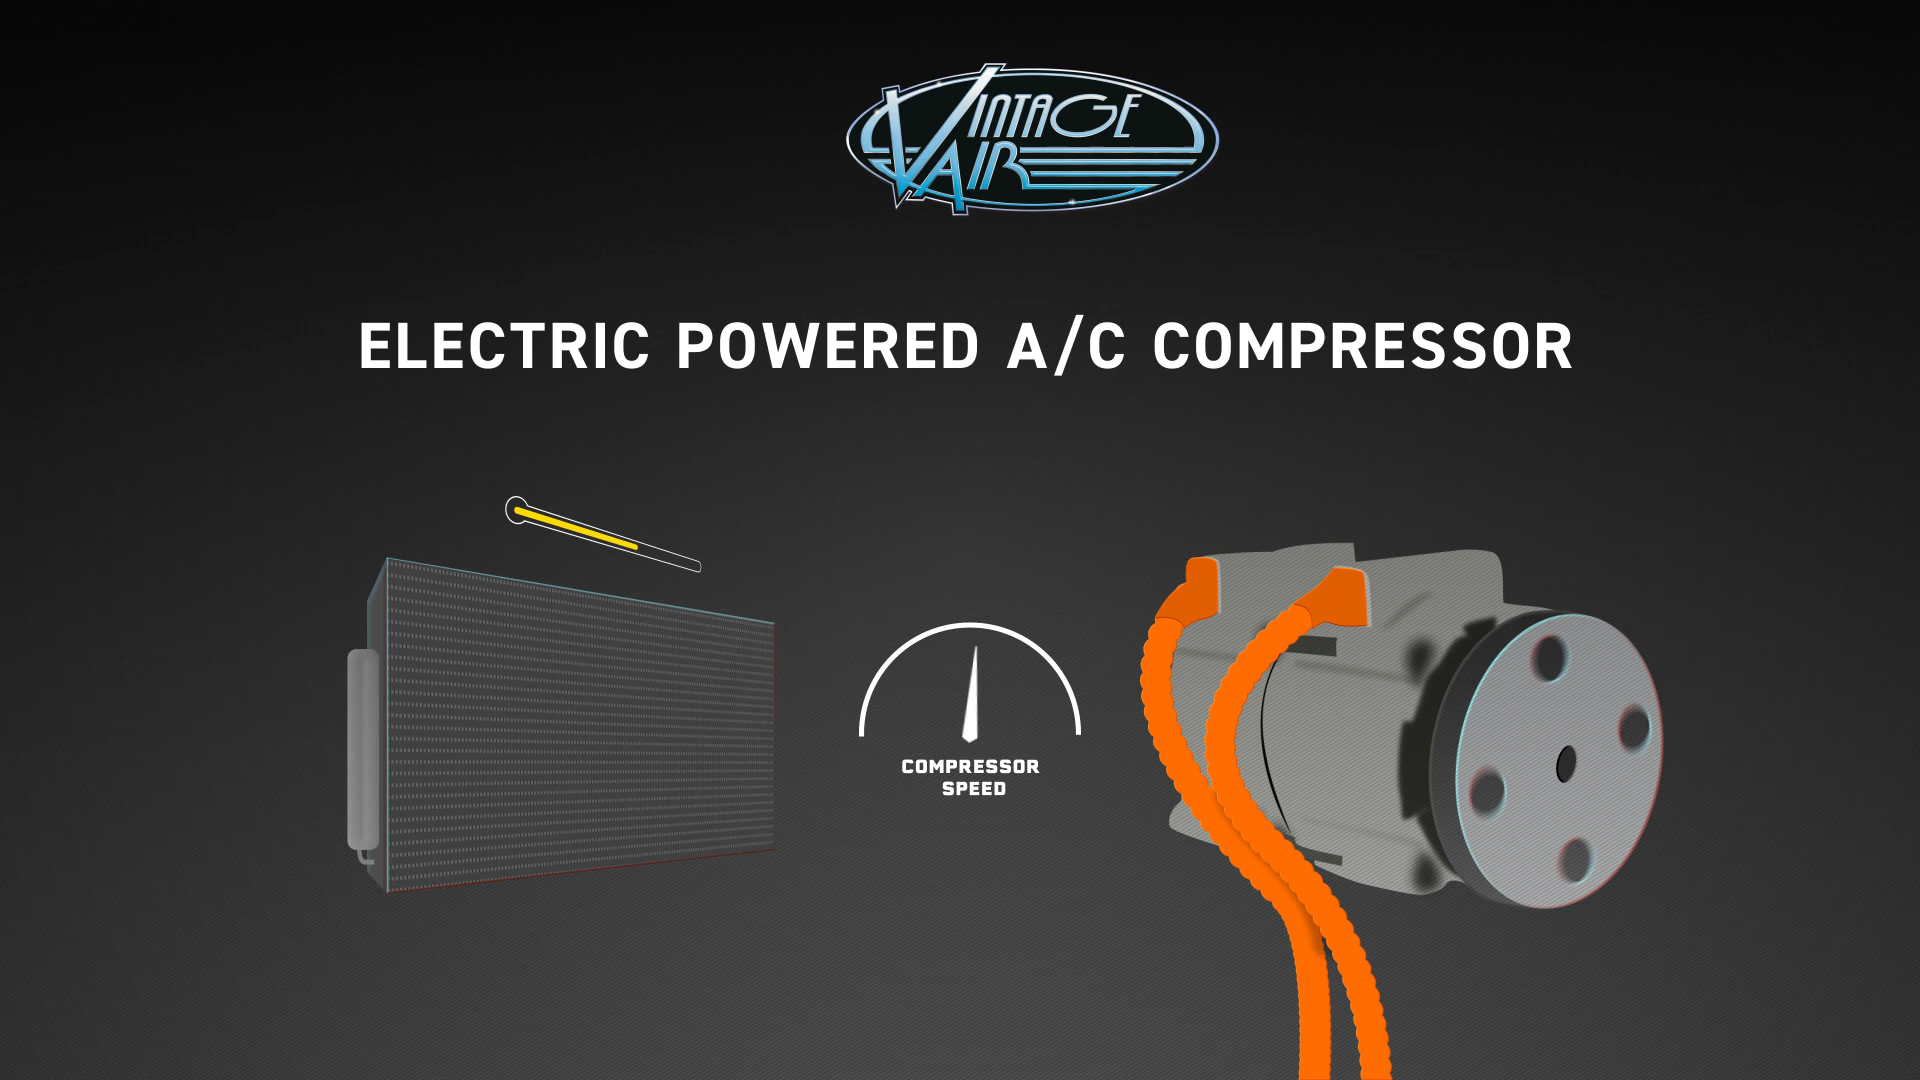 VINTAGE
AIR
ELECTRIC POWERED A/C COMPRESSOR
COMPRESSOR
SPEED